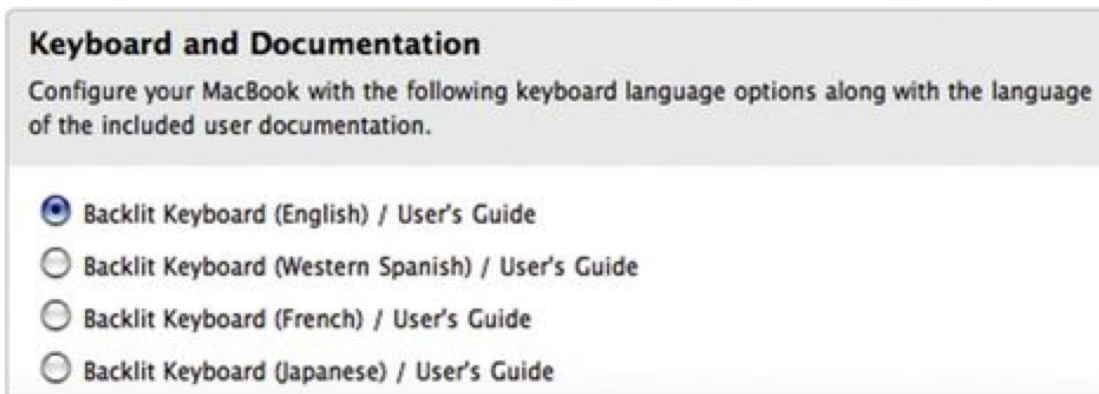 Keyboard and Documentation
Configure your MacBook with the following keyboard language options along with the language
of the included user documentation.
Backlit Keyboard (English) / User's Guide
Backlit Keyboard (Western Spanish) / User's Guide
Backlit Keyboard (French) / User's Guide
Backlit Keyboard (Japanese) / User's Guide